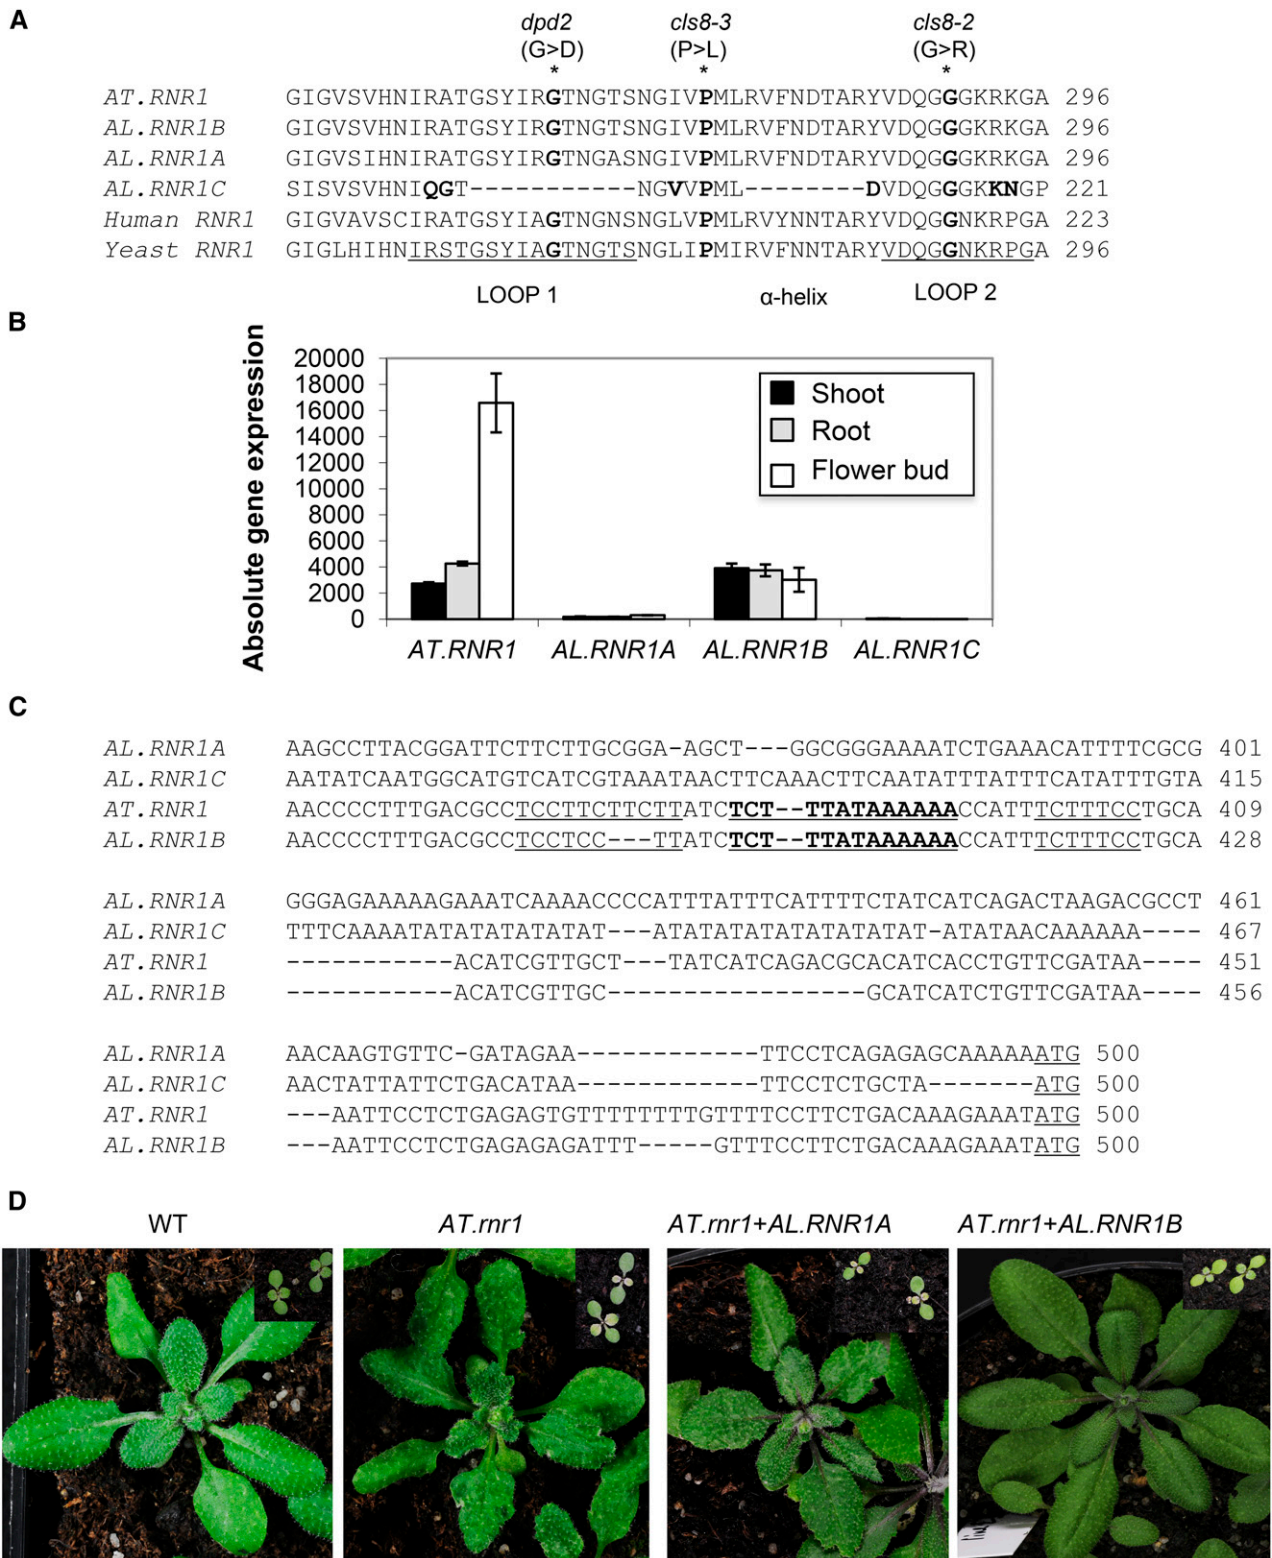 A
dpd2 cls8-3 cls8-2
(G>D) (P>L) (G>R)
* * *
AT.RNR1 GIGVSVHNIRATGSYIRGTNGTSNGIVPMLRVFNDTARYVDQGGGKRKGA 296
AL.RNR1B GIGVSVHNIRATGSYIRGTNGTSNGIVPMLRVFNDTARYVDQGGGKRKGA 296
AL.RNR1A GIGVSIHNIRATGSYIRGTNGASNGIVPMLRVFNDTARYVDQGGGKRKGA 296
AL.RNR1C SISVSVHNIQGT-----------NGVVPML--------DVDQGGGKKNGP 221
Human RNR1 GIGVAVSCIRATGSYIAGTNGNSNGLVPMLRVYNNTARYVDQGGNKRPGA 223
Yeast RNR1 GIGLHIHNIRSTGSYIAGTNGTSNGLIPMIRVFNNTARYVDQGGNKRPGA 296
LOOP 1 α-helix LOOP 2
B
Absolute gene expression
20000
18000
16000
14000
12000
10000
8000
6000
4000
2000
0
Shoot
Root
Flower bud
AT.RNR1 AL.RNR1A AL.RNR1B AL.RNR1C
C
AL.RNR1A AAGCCTTACGGATTCTTCTTGCGGA-AGCT---GGCGGGAAAATCTGAAACATTTTCGCG 401
AL.RNR1C AATATCAATGGCATGTCATCGTAAATAACTTCAAACTTCAATATTTATTTCATATTTGTA 415
AT.RNR1 AACCCCTTTGACGCCTCCTTCTTCTTATCTCT--TTATAAAAAACCATTTCTTTCCTGCA 409
AL.RNR1B AACCCCTTTGACGCCTCCTCC---TTATCTCT--TTATAAAAAACCATTTCTTTCCTGCA 428
AL.RNR1A GGGAGAAAAAGAAATCAAAACCCCATTTATTTCATTTTCTATCATCAGACTAAGACGCCT 461
AL.RNR1C TTTCAAAATATATATATATAT---ATATATATATATATATAT-ATATAACAAAAAA---- 467
AT.RNR1 -----------ACATCGTTGCT---TATCATCAGACGCACATCACCTGTTCGATAA---- 451
AL.RNR1B -----------ACATCGTTGC-----------------GCATCATCTGTTCGATAA---- 456
AL.RNR1A AACAAGTGTTC-GATAGAA------------TTCCTCAGAGAGCAAAAAATG 500
AL.RNR1C AACTATTATTCTGACATAA------------TTCCTCTGCTA-------ATG 500
AT.RNR1 ---AATTCCTCTGAGAGTGTTTTTTTTGTTTTCCTTCTGACAAAGAAATATG 500
AL.RNR1B ---AATTCCTCTGAGAGAGATTT-----GTTTCCTTCTGACAAAGAAATATG 500
D
WT AT.rnr1 AT.rnr1+AL.RNR1A AT.rnr1+AL.RNR1B